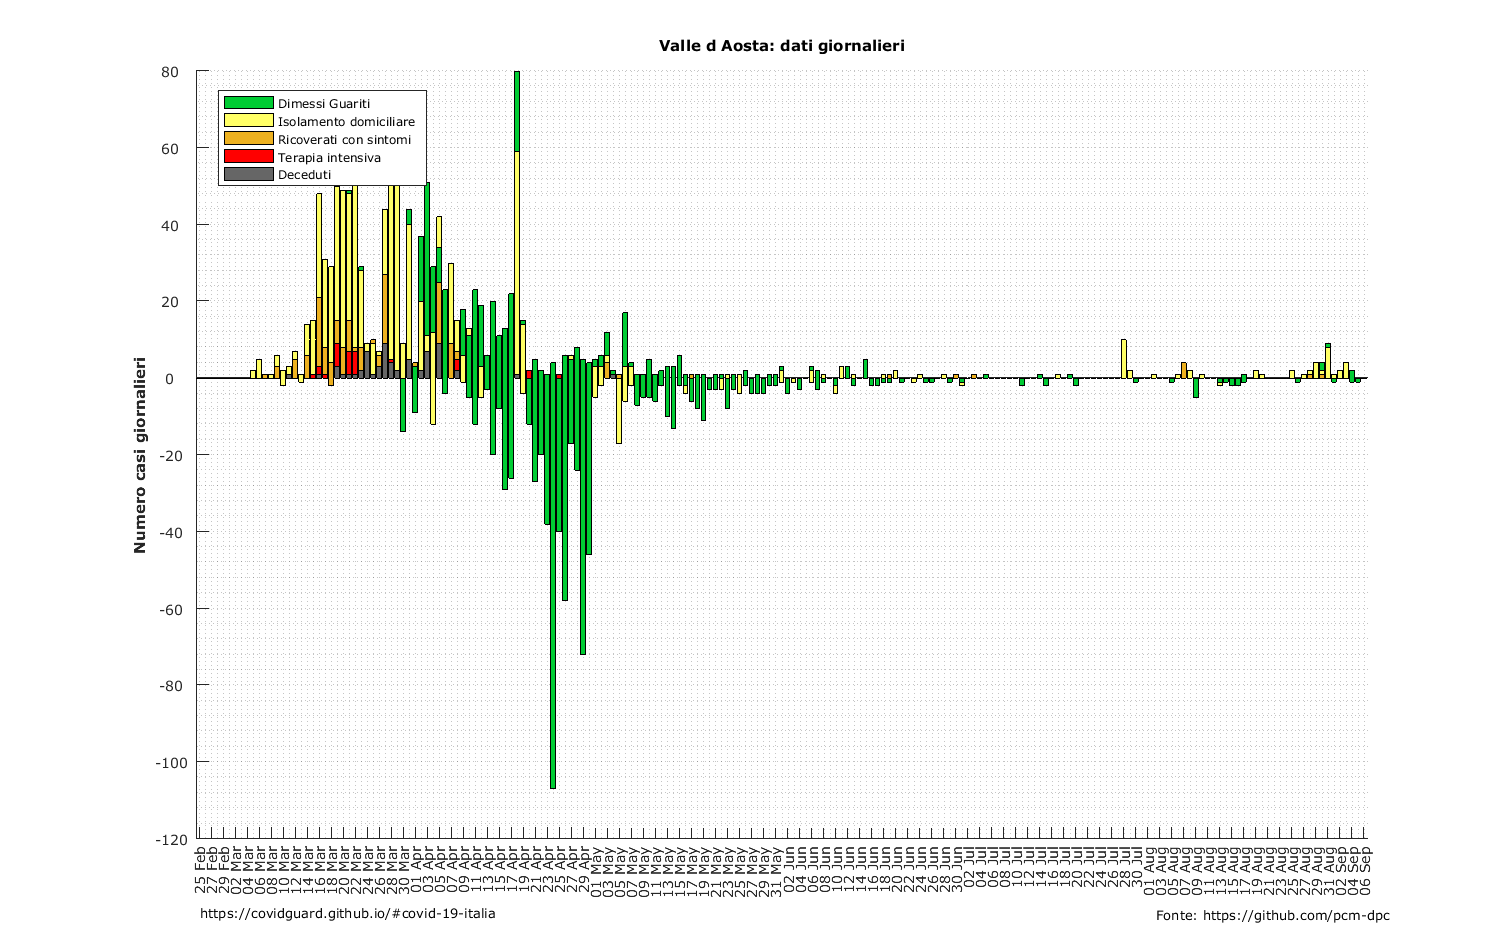 Valle d Aosta: dati giornalieri
Dimessi Guariti
Isolamento domiciliare
Ricoverati con sintomi
Terapia intensiva
Deceduti
Numero casi giornalieri
80
60
40
20
0
-20
-40
-60
-80
-100
-120
25 Feb
27 Feb
29 Feb
02 Mar
04 Mar
06 Mar
08 Mar
10 Mar
12 Mar
14 Mar
16 Mar
18 Mar
20 Mar
22 Mar
24 Mar
26 Mar
28 Mar
30 Mar
01 Apr
03 Apr
05 Apr
07 Apr
09 Apr
11 Apr
13 Apr
15 Apr
17 Apr
19 Apr
21 Apr
23 Apr
25 Apr
27 Apr
29 Apr
01 May
03 May
05 May
07 May
09 May
11 May
13 May
15 May
17 May
19 May
21 May
23 May
25 May
27 May
29 May
31 May
02 Jun
04 Jun
06 Jun
08 Jun
10 Jun
12 Jun
14 Jun
16 Jun
18 Jun
20 Jun
22 Jun
24 Jun
26 Jun
28 Jun
30 Jun
02 Jul
04 Jul
06 Jul
08 Jul
10 Jul
12 Jul
14 Jul
16 Jul
18 Jul
20 Jul
22 Jul
24 Jul
26 Jul
28 Jul
30 Jul
01 Aug
03 Aug
05 Aug
07 Aug
09 Aug
11 Aug
13 Aug
15 Aug
17 Aug
19 Aug
21 Aug
23 Aug
25 Aug
27 Aug
29 Aug
31 Aug
02 Sep
04 Sep
06 Sep
https://covidguard.github.io/#covid-19-italia
Fonte: https://github.com/pcm-dpc